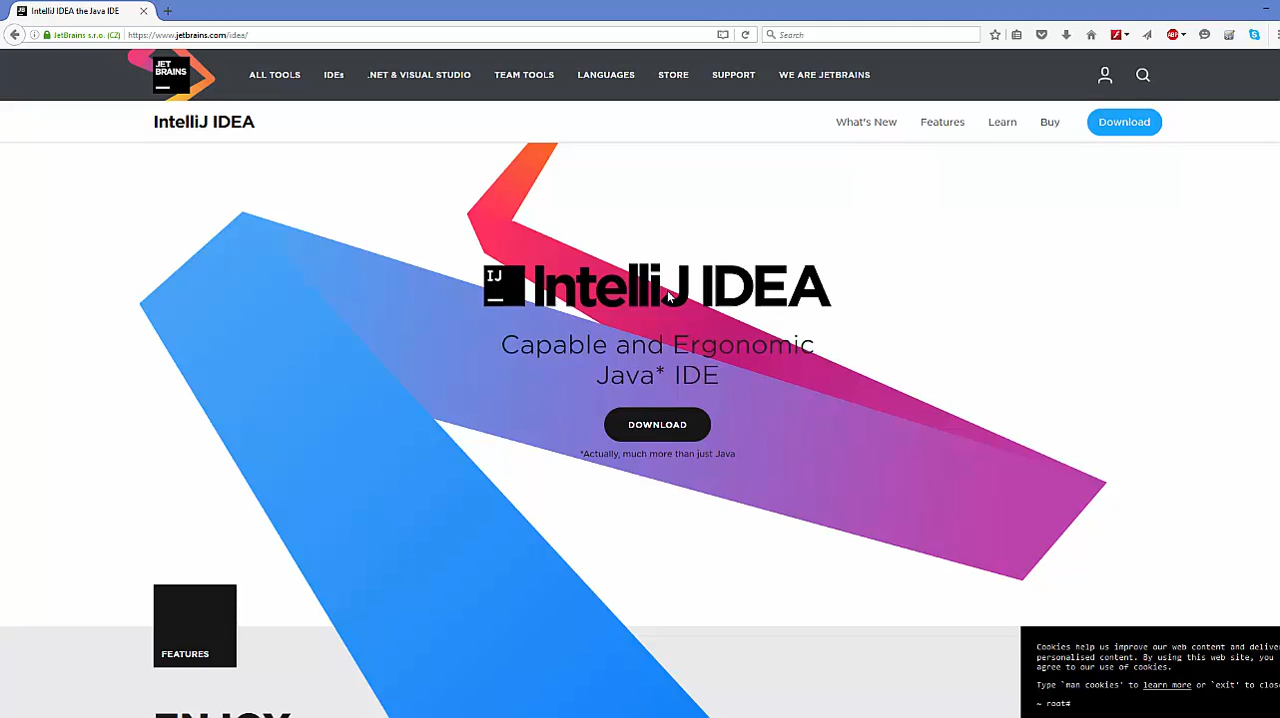 IntelliJ IDEA the Java IDE
JetBrains s.r.o. (CZ)
https://www.jetbrains.com/idea/
Search
JET
BRAINS
ALL TOOLS
IDEs
.NET & VISUAL STUDIO
TEAM TOOLS
LANGUAGES
STORE
SUPPORT
WE ARE JETBRAINS
IntelliJ IDEA
What's New
Features
Learn
Buy
Download
IJ
IntelliJ IDEA
Capable and Ergonomic
Java* IDE
DOWNLOAD
*Actually, much more than just Java
FEATURES
ENJOY
Cookies help us improve our web content and deliver
personalised content. By using this web site, you
agree to our use of cookies.
Type `man cookies' to learn more or `exit' to close
~ root#